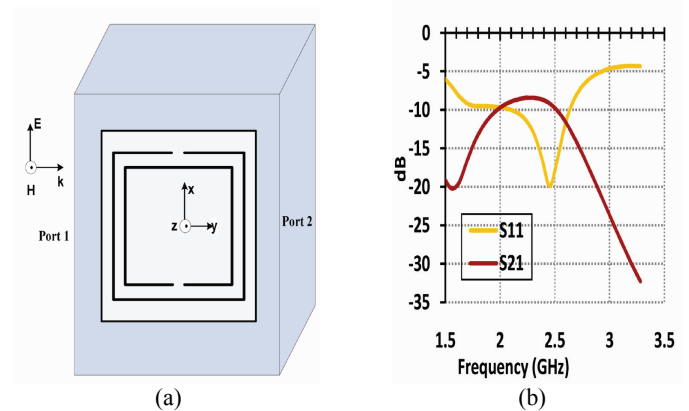 E
H
k
Port 1
x
z
y
Port 2
(a)
0
-5
-10
-15
-20
-25
-30
-35
dB
S11
S21
1.5 2 2.5 3 3.5
Frequency (GHz)
(b)